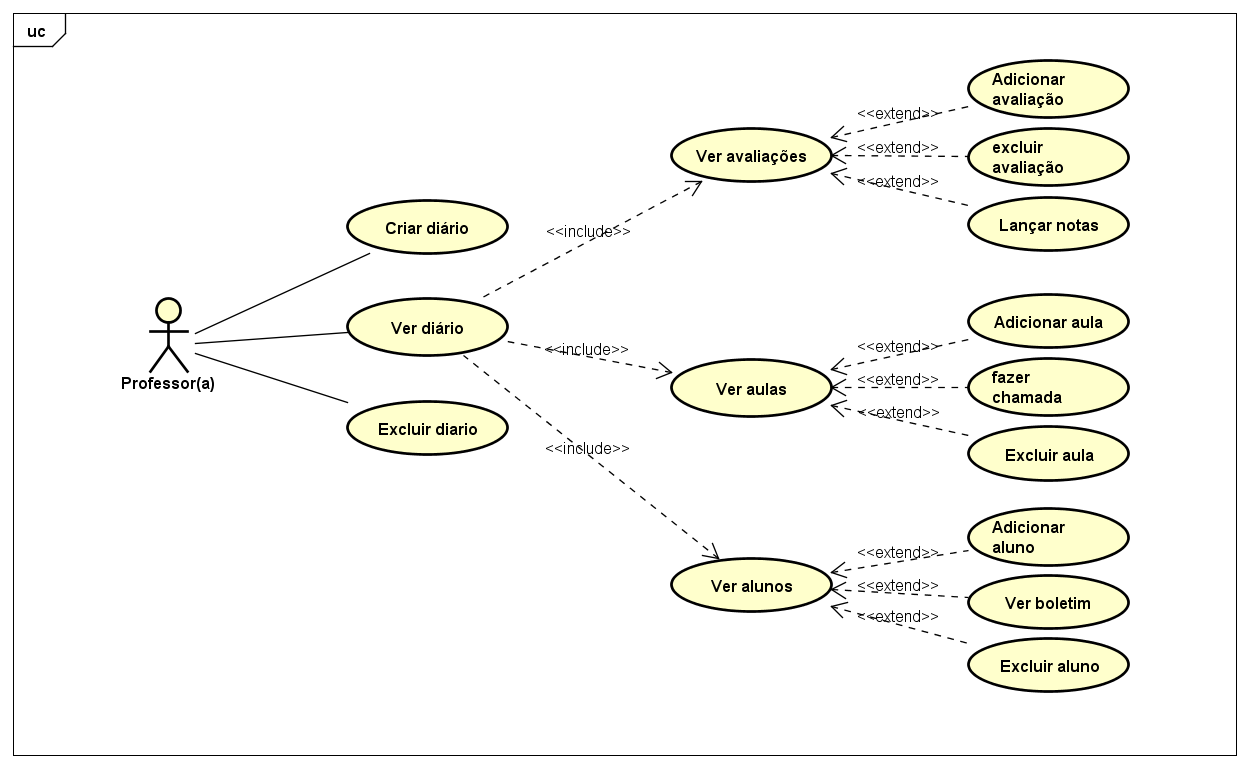 uc
Adicionar
avaliação
<<extend>>
excluir
avaliação
<<extend>>
Ver avaliações
<<extend>>
Lançar notas
Criar diário
<<include>>
Ver diário
Adicionar aula
<<extend>>
<<include>>
fazer
chamada
<<extend>>
Ver aulas
Professor(a)
<<extend>>
Excluir diario
Excluir aula
<<include>>
Adicionar
aluno
<<extend>>
Ver alunos
<<extend>>
Ver boletim
<<extend>>
Excluir aluno